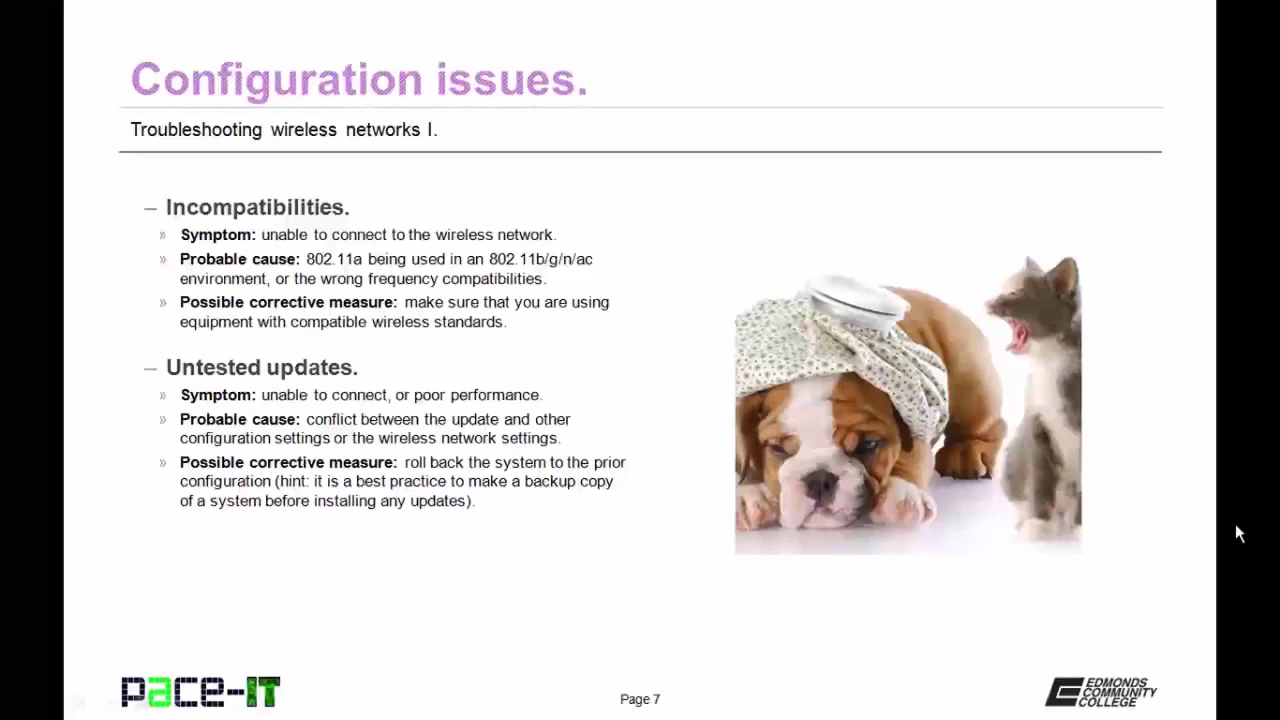 Configuration issues.
Troubleshooting wireless networks I.
– Incompatibilities.
» Symptom: unable to connect to the wireless network.
» Probable cause: 802.11a being used in an 802.11b/g/n/ac
environment, or the wrong frequency compatibilities.
» Possible corrective measure: make sure that you are using
equipment with compatible wireless standards.
– Untested updates.
» Symptom: unable to connect, or poor performance.
» Probable cause: conflict between the update and other
configuration settings or the wireless network settings.
» Possible corrective measure: roll back the system to the prior
configuration (hint: it is a best practice to make a backup copy
of a system before installing any updates).
pace-IT
Page 7
EDMONDS
COMMUNITY
COLLEGE